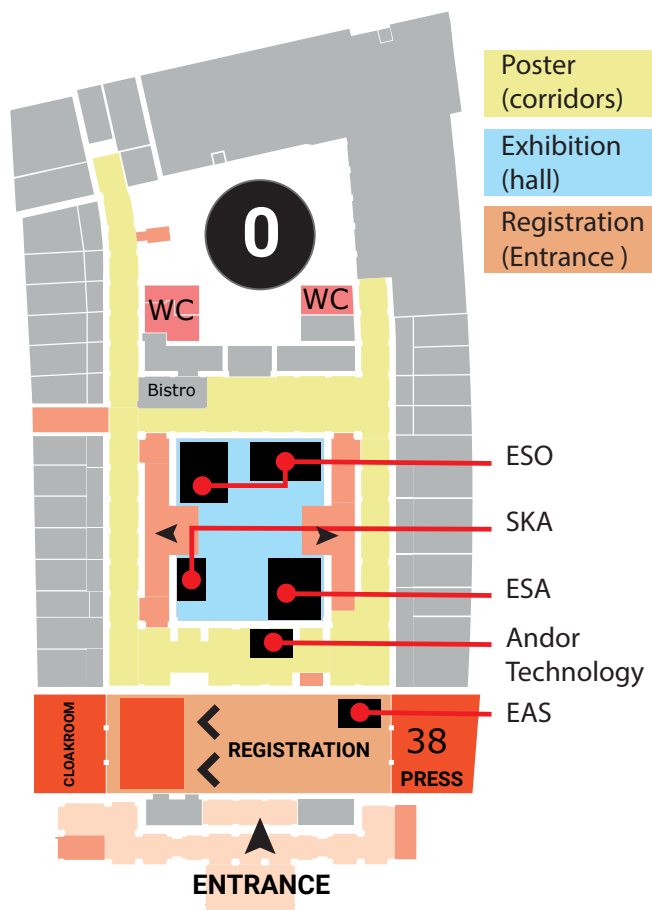 Poster
(corridors)
Exhibition
(hall)
Registration
(Entrance )
0
WC
WC
Bistro
ESO
SKA
ESA
Andor
Technology
EAS
CLOAKROOM
REGISTRATION
38
PRESS
ENTRANCE